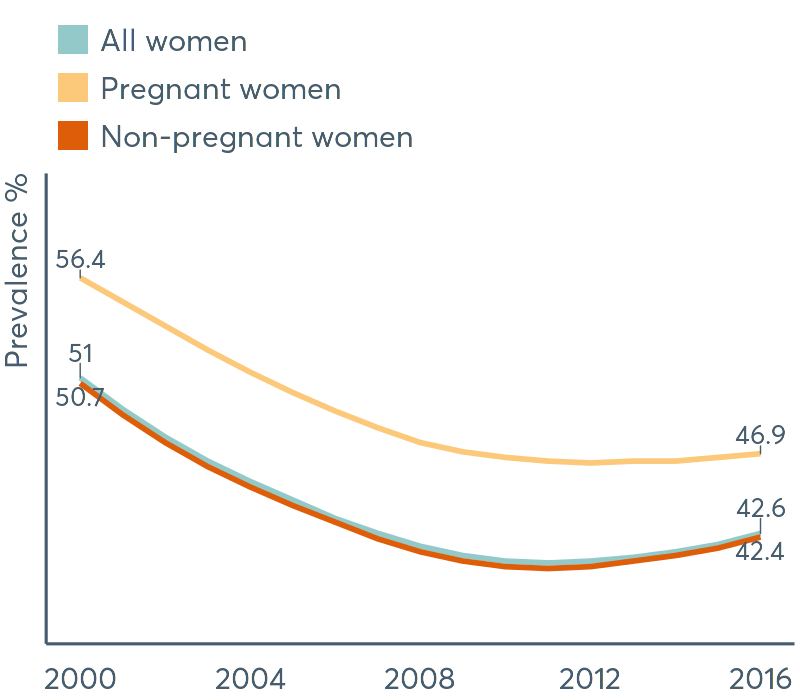 All women
Pregnant women
Non-pregnant women
Prevalence %
56.4
51
50.7
46.9
42.6
42.4
2000 2004 2008 2012 2016